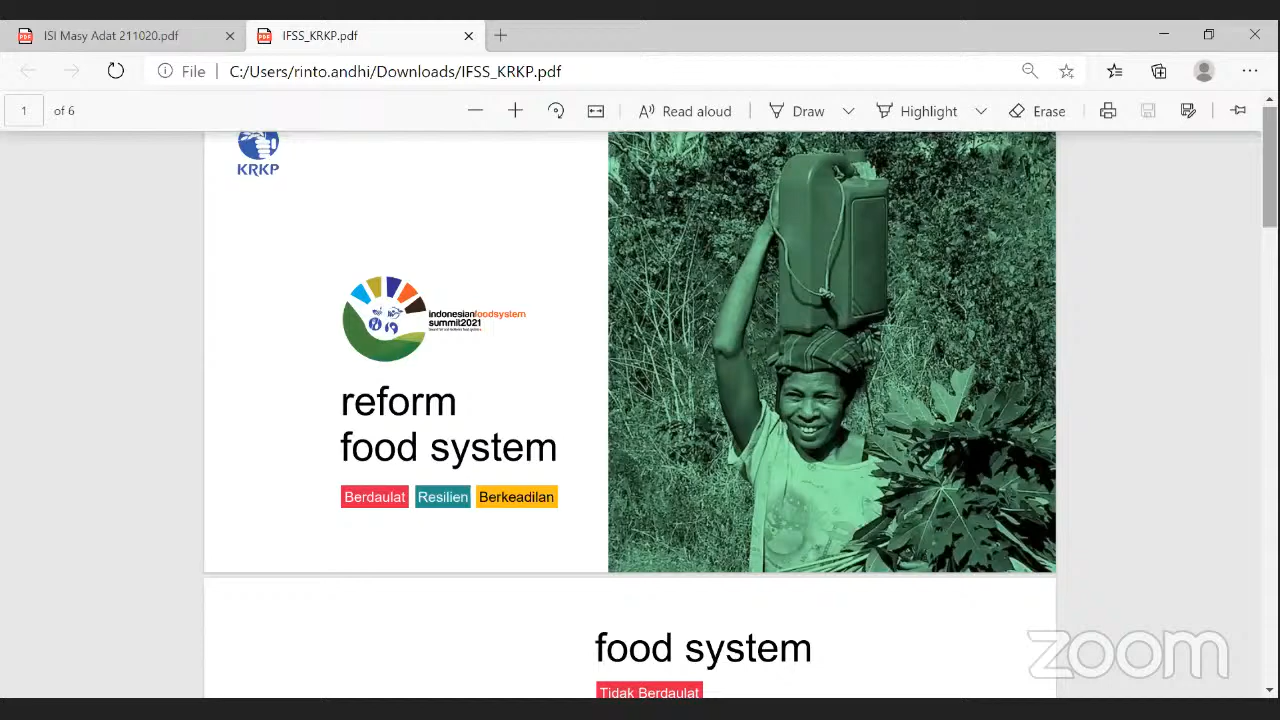 ISI Masy Adat 211020.pdf
IFSS_KRKP.pdf
File
C:/Users/rinto.andhi/Downloads/IFSS_KRKP.pdf
1 of 6
Read aloud
Draw
Highlight
Erase
KRKP
indonesianfoodsystem
summit2021
reform
food system
Berdaulat Resilien Berkeadilan
food system
Tidak Berdaulat
zoom